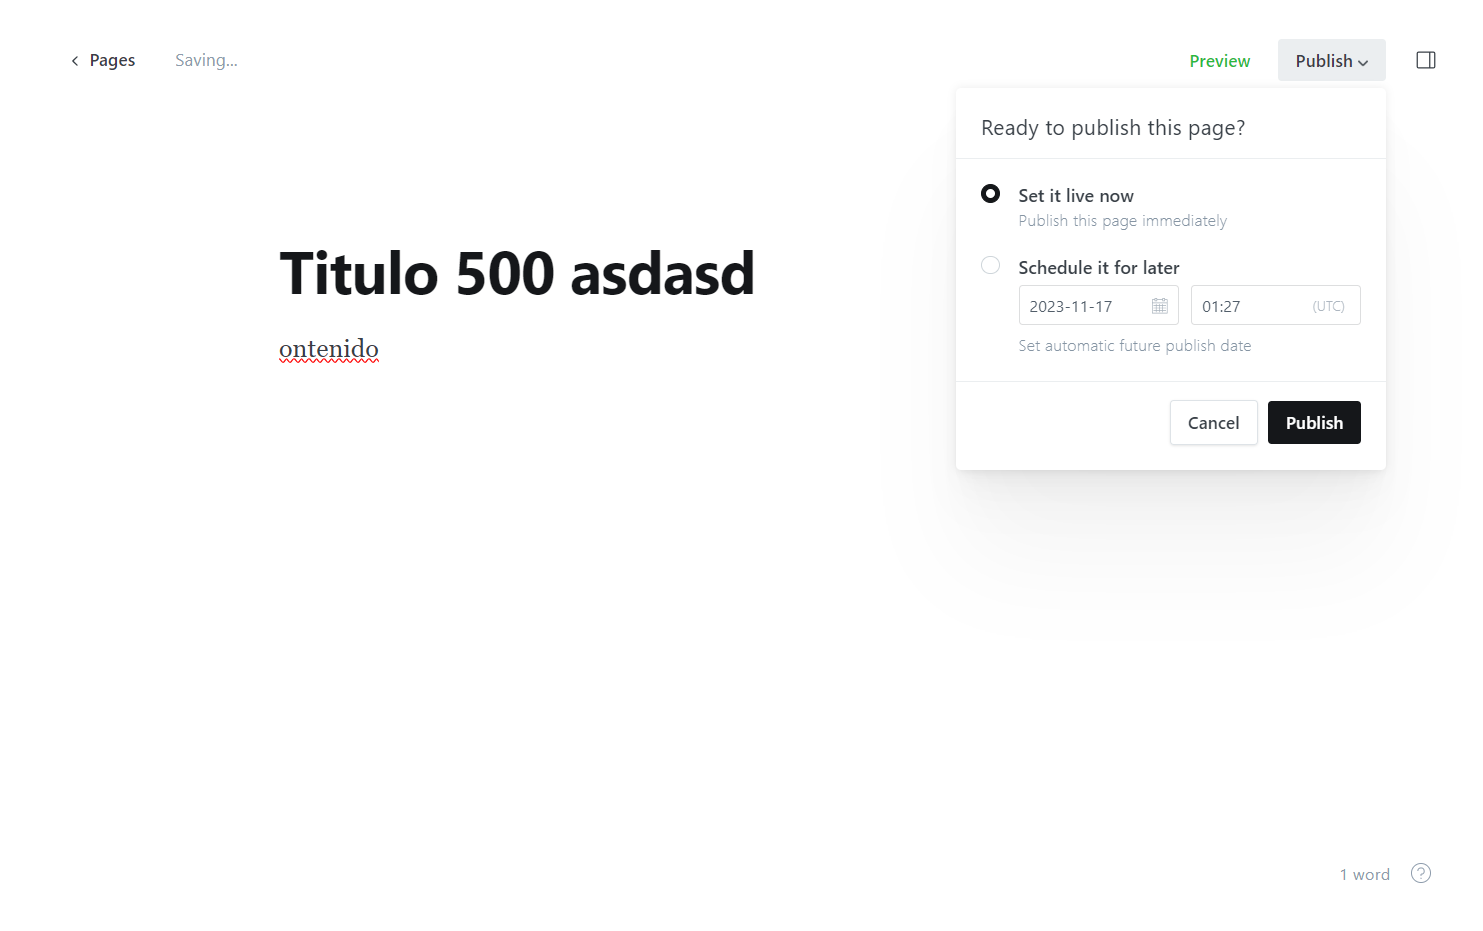 Pages
Saving...
Preview
Publish
Ready to publish this page?
Set it live now
Publish this page immediately
Schedule it for later
2023-11-17
01:27
(UTC)
Set automatic future publish date
Cancel
Publish
Titulo 500 asdasd
ontenido
1 word
?